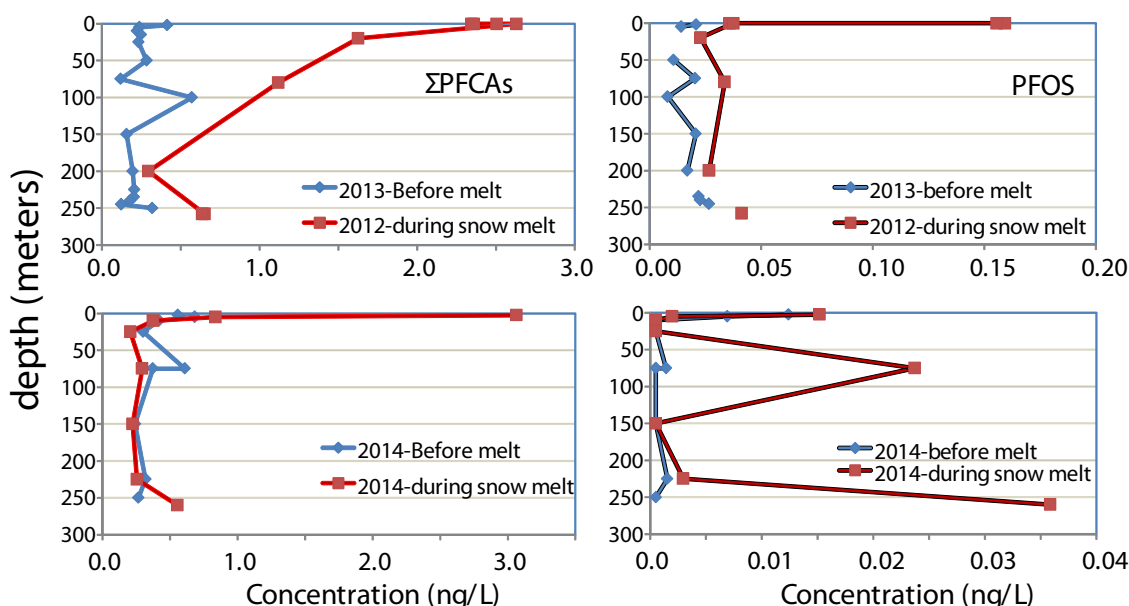 0
50
100
150
200
250
300
ΣPFCAs
2013-Before melt
2012-during snow melt
0.0 1.0 2.0 3.0
0
50
100
150
200
250
300
PFOS
2013-before melt
2012-during snow melt
0.00 0.05 0.10 0.15 0.20
depth (meters)
0
50
100
150
200
250
300
2014-Before melt
2014-during snow melt
0.0 1.0 2.0 3.0
Concentration (ng/L)
0
50
100
150
200
250
300
2014-before melt
2014-during snow melt
0.0 0.01 0.02 0.03 0.04
Concentration (ng/L)